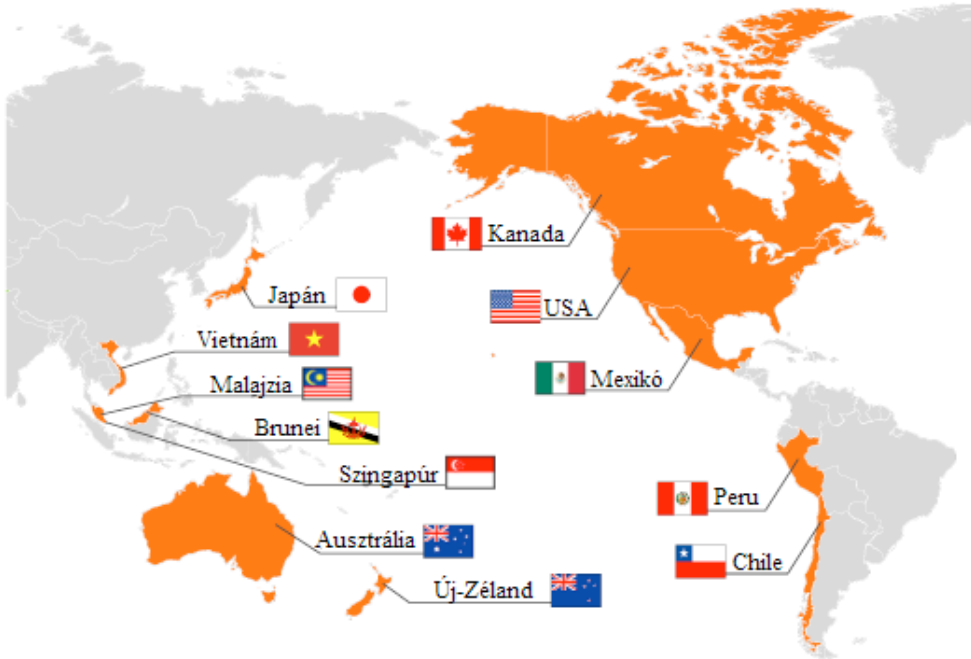 Kanada
Japán
USA
Vietnám
Malajzia
Mexikó
Brunei
Szingapúr
Peru
Ausztrália
Chile
Új-Zéland